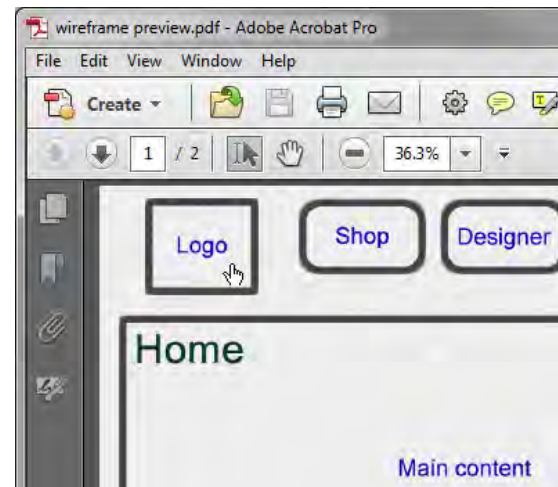 wireframe preview.pdf - Adobe Acrobat Pro
File Edit View Window Help
Create
1 / 2 36.3%
Logo Shop Designer
Home
Main content